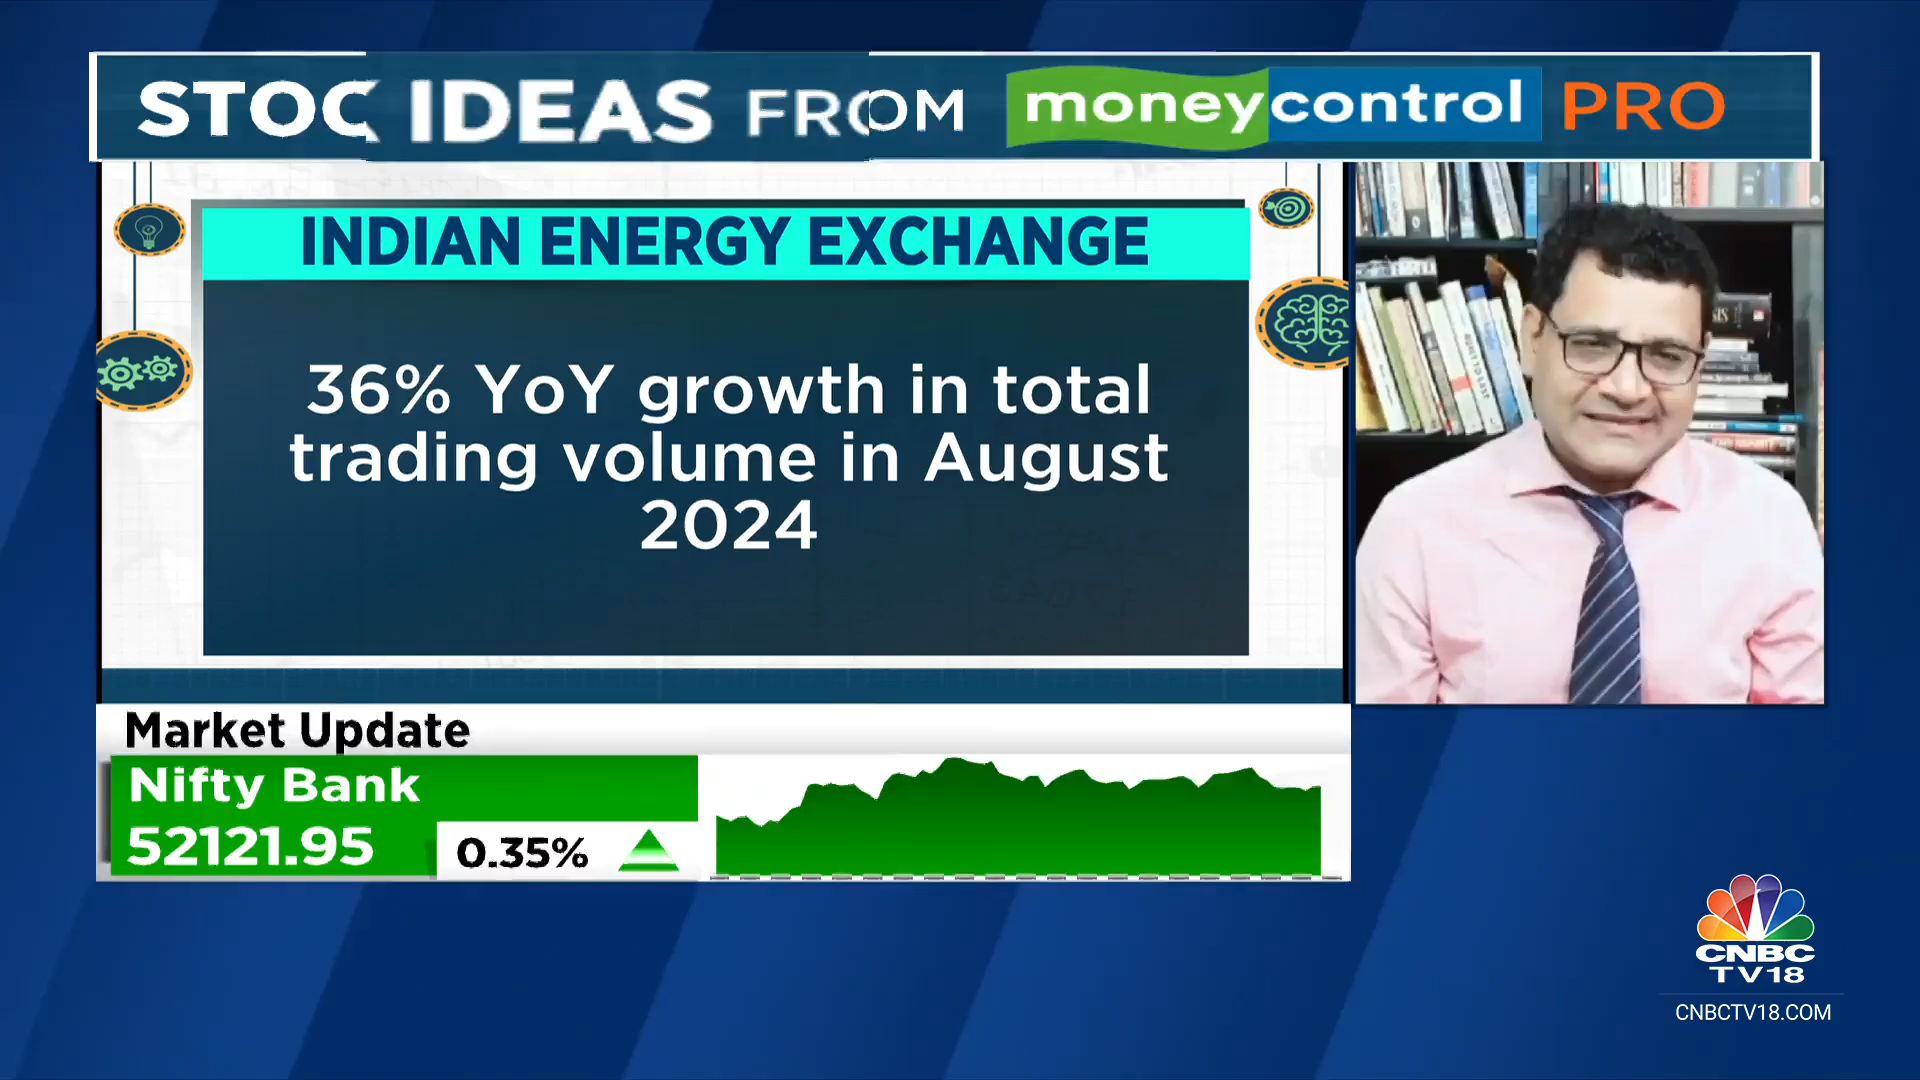 STOC IDEAS FROM moneycontrol PRO
INDIAN ENERGY EXCHANGE
36% YoY growth in total
trading volume in August
2024
Market Update
Nifty Bank
52121.95
0.35%
CNBC
TV18
CNBCTV18.COM